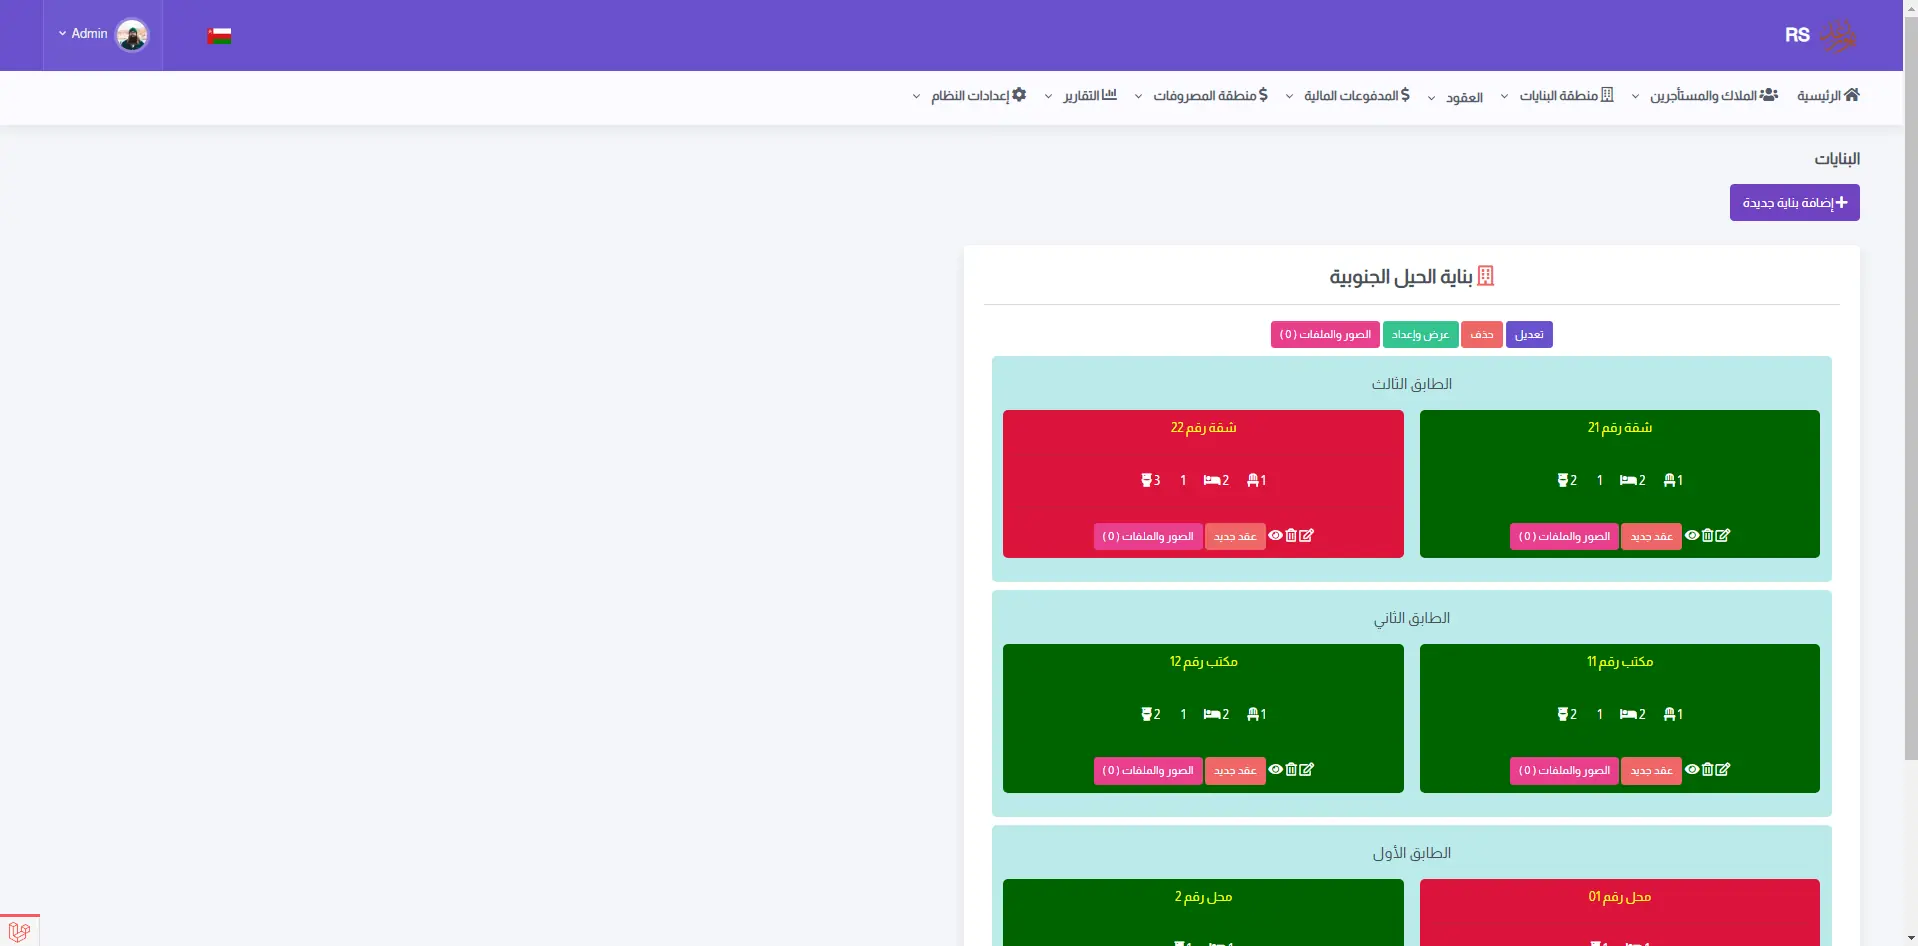 RS
Admin
الرئيسية
الملاك والمستأجرين
منطقة البنايات
العقود
المدفوعات المالية
منطقة المصروفات
التقارير
إعدادات النظام
البنايات
إضافة بناية جديدة
بناية الحيل الجنوبية
تعديل حذف عرض وإعداد الصور والملفات ( 0 )
الطابق الثالث
شقة رقم 21
1 2 1 2
عقد جديد الصور والملفات ( 0 )
شقة رقم 22
1 2 1 3
عقد جديد الصور والملفات ( 0 )
الطابق الثاني
مكتب رقم 11
1 2 1 2
عقد جديد الصور والملفات ( 0 )
مكتب رقم 12
1 2 1 2
عقد جديد الصور والملفات ( 0 )
الطابق الأول
محل رقم 01
محل رقم 2